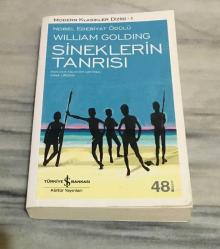 MODERN KLASİKLER DİZİSİ - 1
NOBEL EDEBİYAT ÖDÜLÜ
WILLIAM GOLDING
SİNEKLERİN
TANRISI
TÜRKİYE İŞ BANKASI
Kültür Yayınları
48